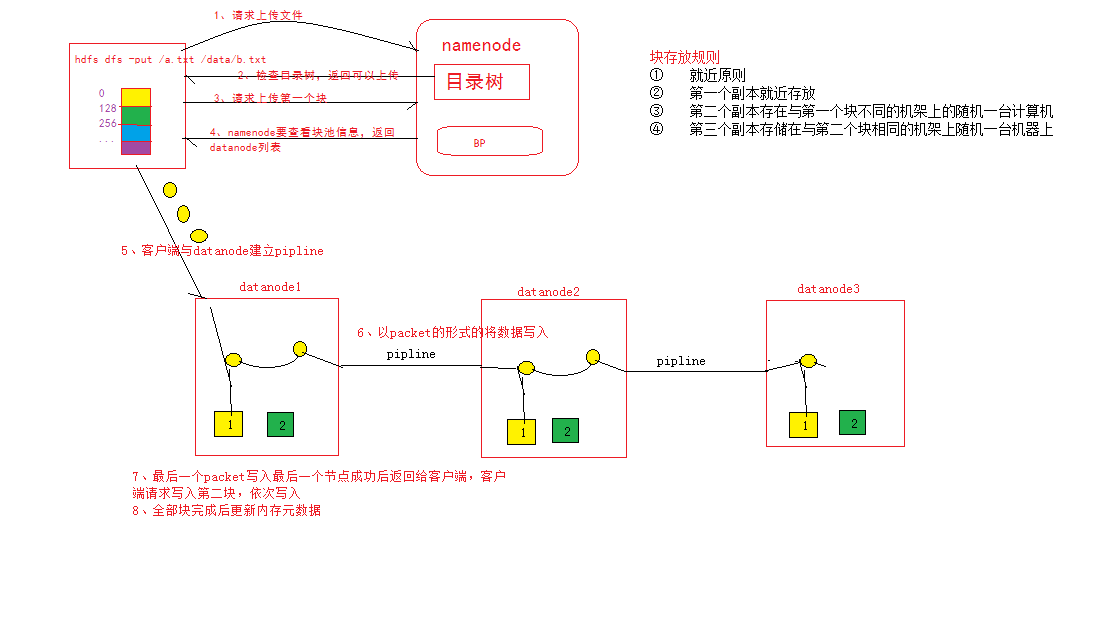 1、请求上传文件
namenode
hdfs dfs -put /a.txt /data/b.txt
2、检查目录树，返回可以上传
目录树
0
128
256
...
3、请求上传第一个块
4、namenode要查看块池信息，返回
datanode列表
BP
块存放规则
① 就近原则
② 第一个副本就近存放
③ 第二个副本存在与第一个块不同的机架上的随机一台计算机
④ 第三个副本存储在与第二个块相同的机架上随机一台机器上
5、客户端与datanode建立pipline
datanode1
datanode2
datanode3
6、以packet的形式的将数据写入
pipline
pipline
1
2
1
2
1
2
7、最后一个packet写入最后一个节点成功后返回给客户端，客户
端请求写入第二块，依次写入
8、全部块完成后更新内存元数据